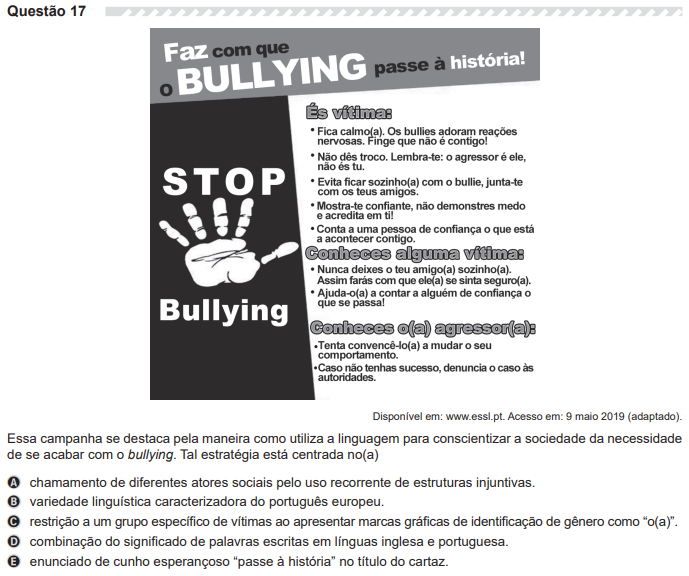 Questão 17
Faz com que
o BULLYING passe à história!
STOP
Bullying
És vítima:
• Fica calmo(a). Os bullies adoram reações
nervosas. Finge que não é contigo!
• Não dês troco. Lembra-te: o agressor é ele,
não és tu.
• Evita ficar sozinho(a) com o bullie, junta-te
com os teus amigos.
• Mostra-te confiante, não demonstres medo
e acredita em ti!
• Conta a uma pessoa de confiança o que está
a acontecer contigo.
Conheces alguma vítima:
• Nunca deixes o teu amigo(a) sozinho(a).
Assim farás com que ele(a) se sinta seguro(a).
• Ajuda-o(a) a contar a alguém de confiança o
que se passa!
Conheces o(a) agressor(a):
•Tenta convencê-lo(a) a mudar o seu
comportamento.
•Caso não tenhas sucesso, denuncia o caso às
autoridades.
Disponível em: www.essl.pt. Acesso em: 9 maio 2019 (adaptado).
Essa campanha se destaca pela maneira como utiliza a linguagem para conscientizar a sociedade da necessidade
de se acabar com o bullying. Tal estratégia está centrada no(a)
A chamamento de diferentes atores sociais pelo uso recorrente de estruturas injuntivas.
B variedade linguística caracterizadora do português europeu.
C restrição a um grupo específico de vítimas ao apresentar marcas gráficas de identificação de gênero como “o(a)”.
D combinação do significado de palavras escritas em línguas inglesa e portuguesa.
E enunciado de cunho esperançoso “passe à história” no título do cartaz.